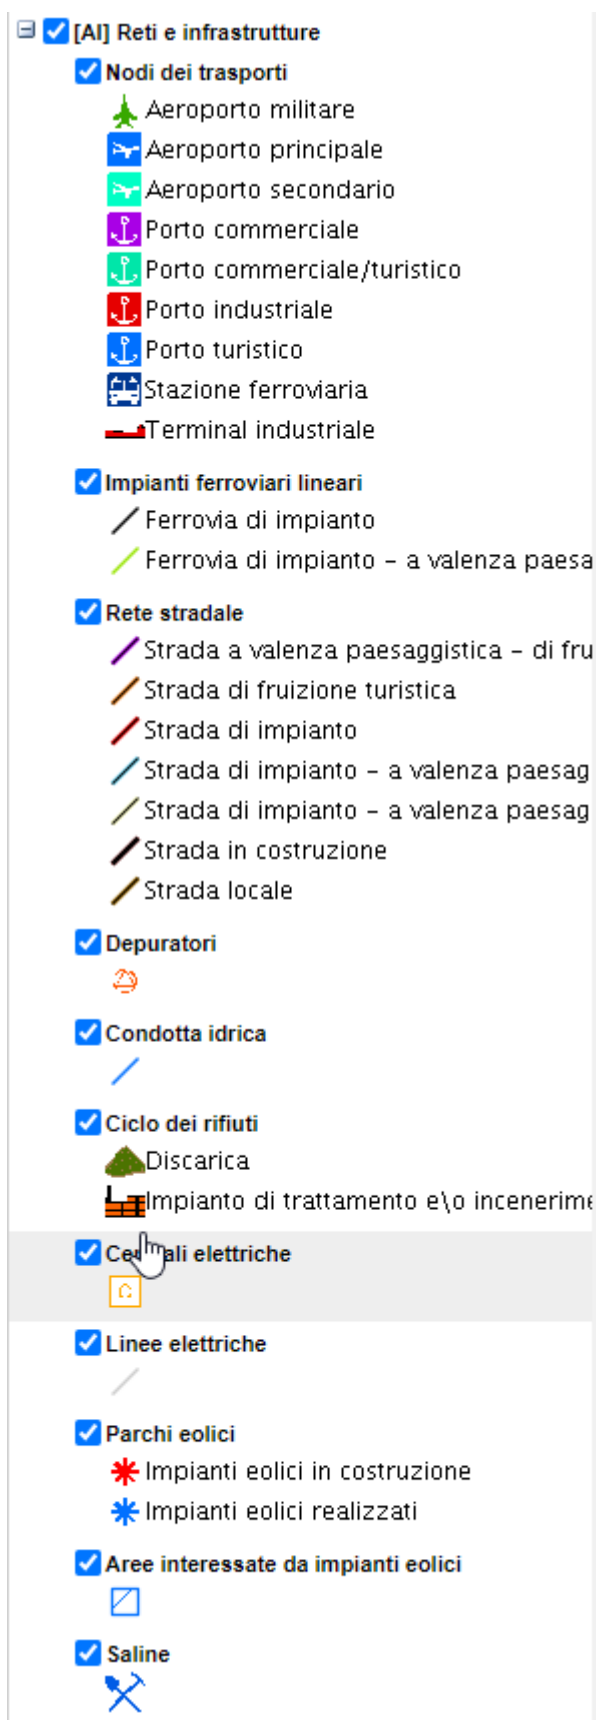 [AI] Reti e infrastrutture
Nodi dei trasporti
Aeroporto militare
Aeroporto principale
Aeroporto secondario
Porto commerciale
Porto commerciale/turistico
Porto industriale
Porto turistico
Stazione ferroviaria
Terminal industriale
Impianti ferroviari lineari
Ferrovia di impianto
Ferrovia di impianto – a valenza paesa
Rete stradale
Strada a valenza paesaggistica – di fru
Strada di fruizione turistica
Strada di impianto
Strada di impianto – a valenza paesag
Strada di impianto – a valenza paesag
Strada in costruzione
Strada locale
Depuratori
Condotta idrica
Ciclo dei rifiuti
Discarica
Impianto di trattamento e\o incenerime
elettriche
Linee elettriche
Parchi eolici
Impianti eolici in costruzione
Impianti eolici realizzati
Aree interessate da impianti eolici
Saline